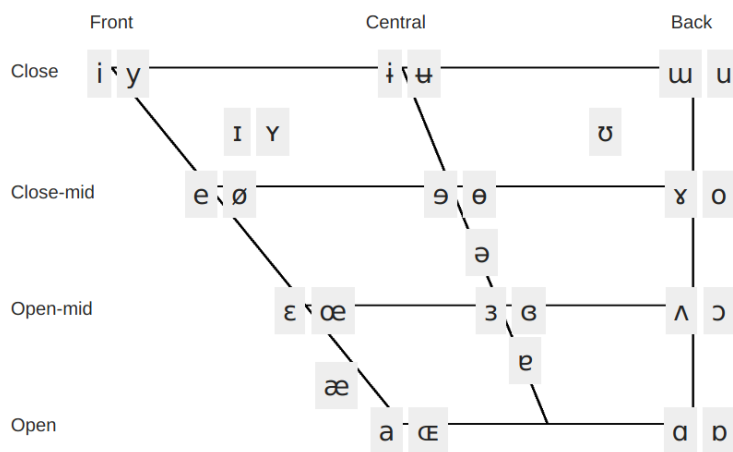 Front Central Back
Close i y ɨ ʉ ɯ u
ɪ ʏ ʊ
Close-mid e ø ɘ ɵ ɤ o
ə
Open-mid ɛ œ ɜ ɞ ʌ ɔ
ɐ
æ
Open a ɶ ɑ ɒ